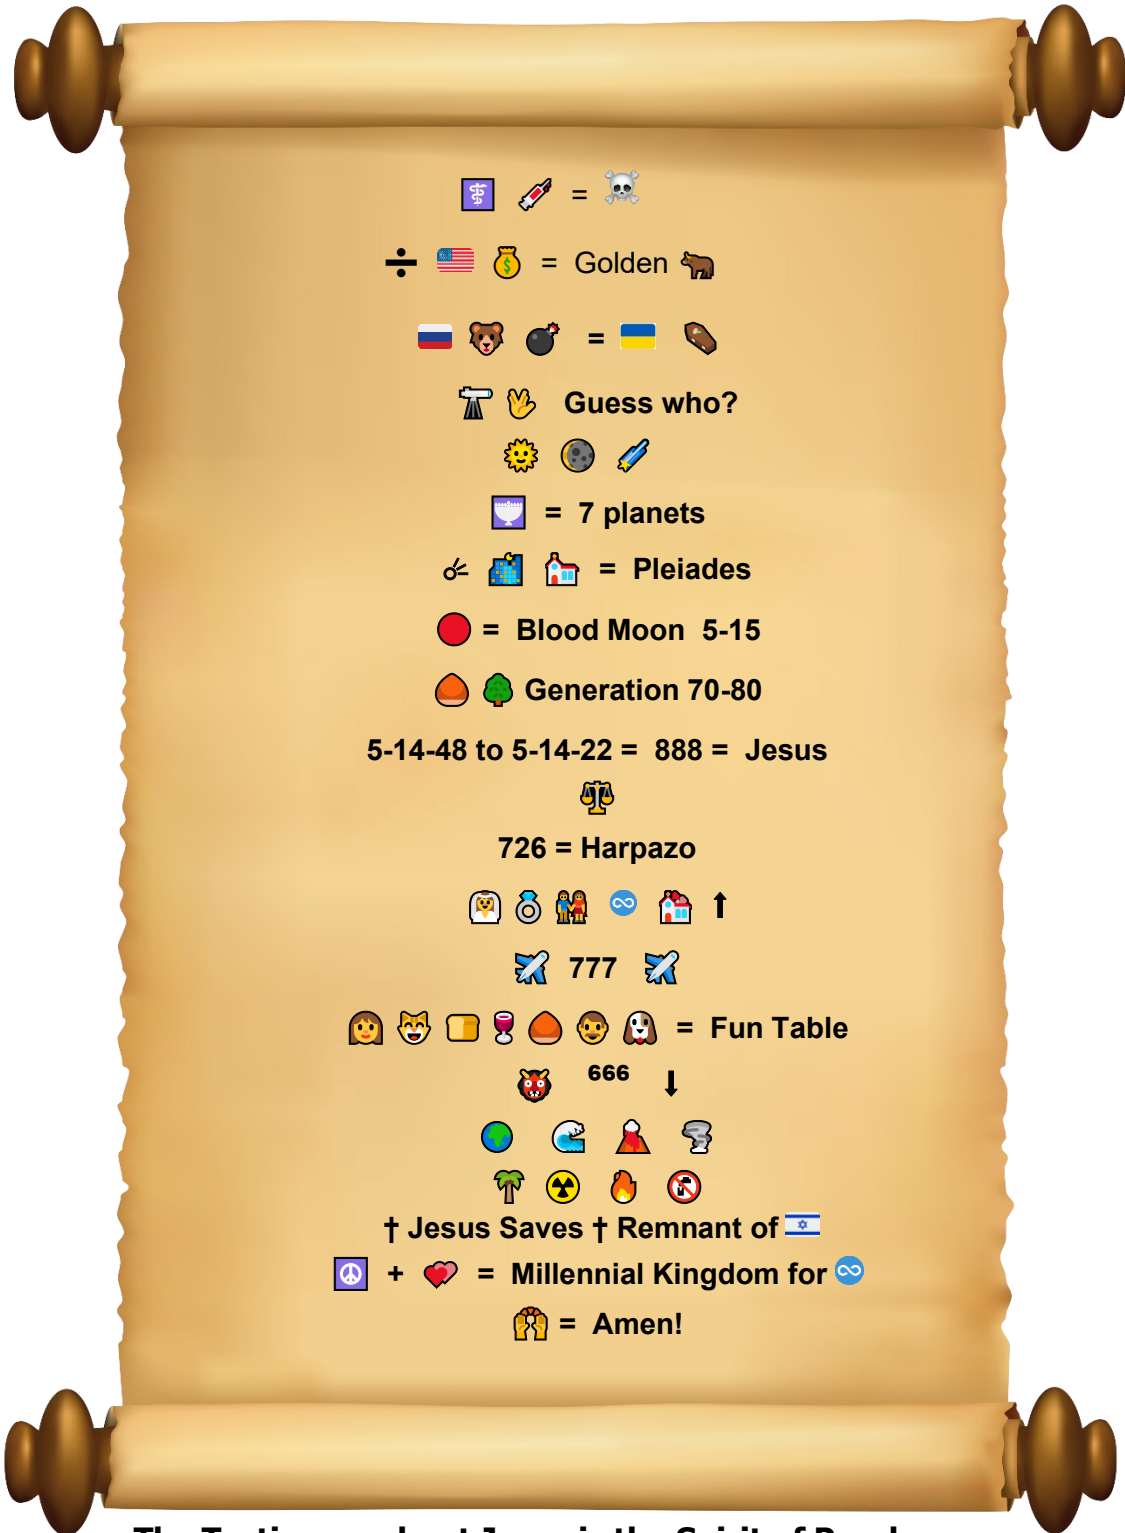 ⚕️ 💉 = ☠️
➗ 🇺🇸 💰 = Golden 🐂
🇷🇺 🐻 💣 = 🇺🇦 ⚰️
🔭 🖖 Guess who?
🌞 🌘 ☄️
🕎 = 7 planets
☄ 🌃 ⛪ = Pleiades
🔴 = Blood Moon 5-15
🌰 🌳 Generation 70-80
5-14-48 to 5-14-22 = 888 = Jesus
⚖️
726 = Harpazo
👰 💍 👫 ♾️ 💒 ⬆
✈️ 777 ✈️
👩 😸 🍞 🍷 🌰 👨 🐶 = Fun Table
👹 666 ⬇
🌍 🌊 🌋 🌪️
🌴 ☢️ 🔥 🚱
† Jesus Saves † Remnant of 🇮🇱
☮️ + 💕 = Millennial Kingdom for ♾️
🙌 = Amen!